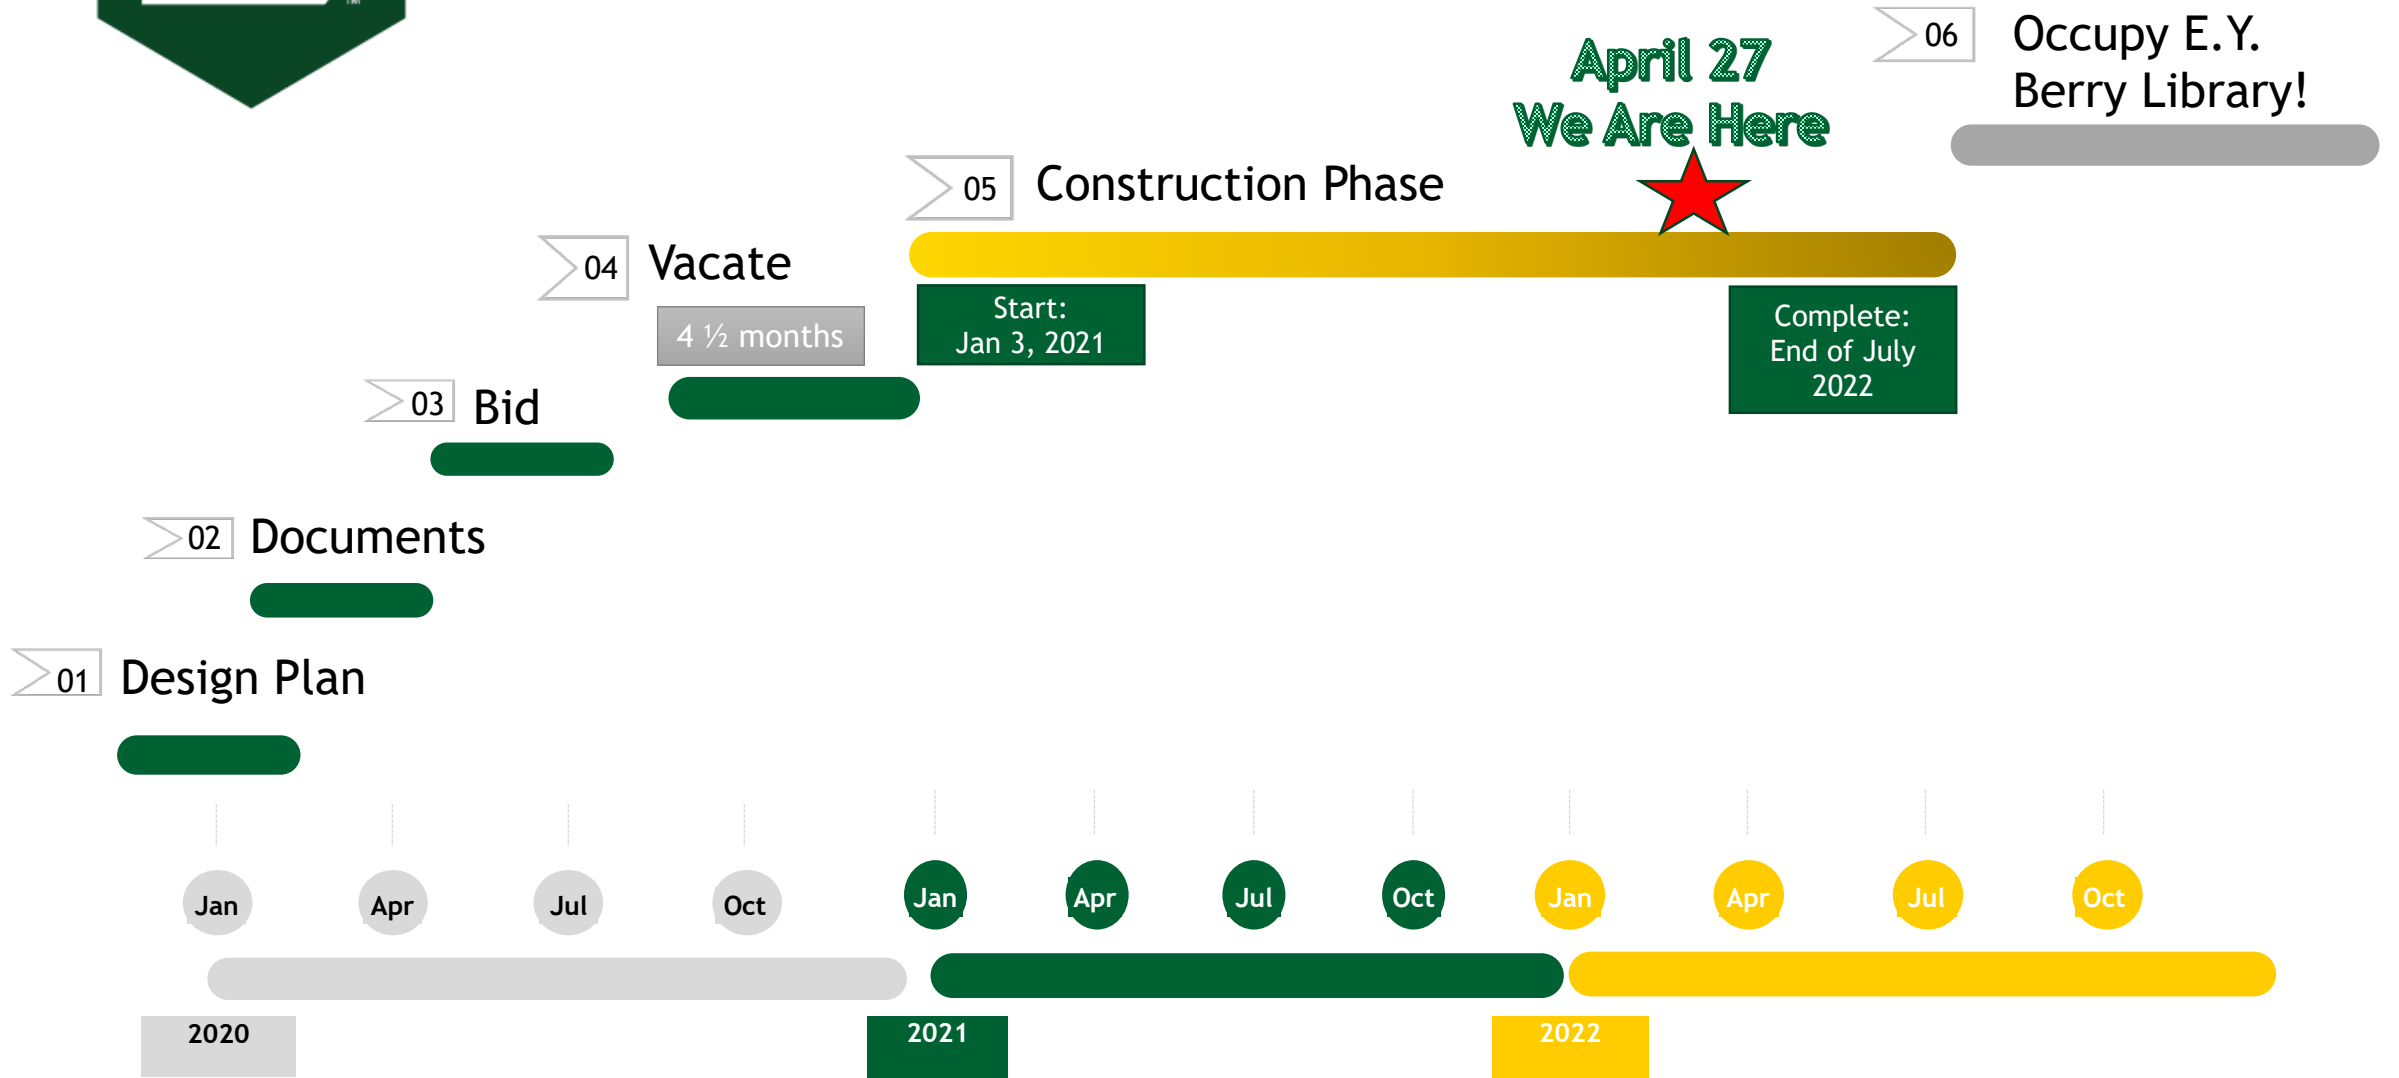 06
Occupy E.Y.
Berry Library!
April 27
We Are Here
05
Construction Phase
04
Vacate
4 ½ months
Start:
Jan 3, 2021
Complete:
End of July
2022
03
Bid
02
Documents
01
Design Plan
Jan
Apr
Jul
Oct
Jan
Apr
Jul
Oct
Jan
Apr
Jul
Oct
2020
2021
2022